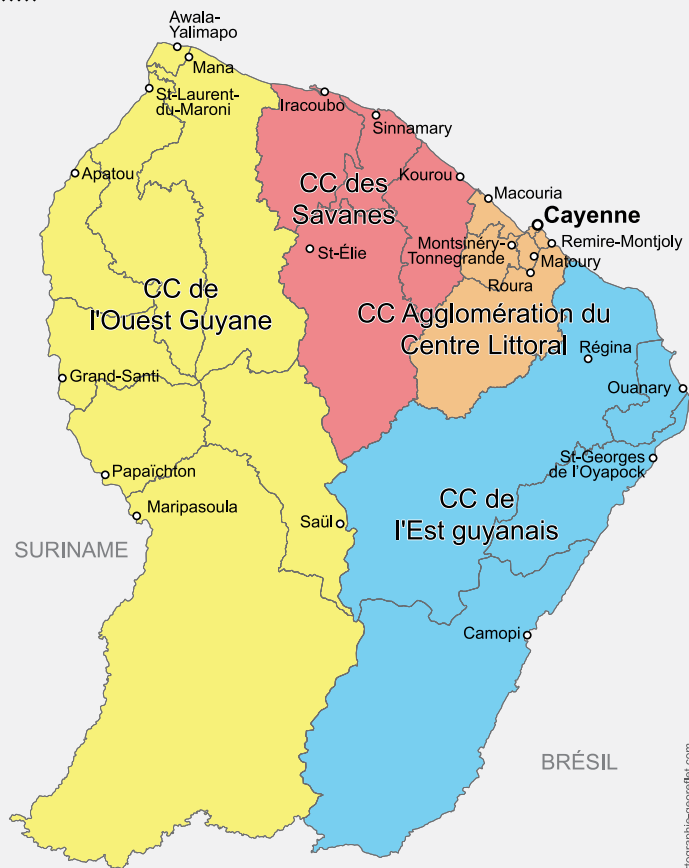 Awala-
Yalimapo
Mana
St-Laurent-
du-Maroni
Iracoubo
Sinnamary
Apatou
Kourou
CC des
Savanes
Macouria
Cayenne
Montsinéry-
Tonnegrande
Remire-Montjoly
St-Élie
Matoury
Roura
CC de
l'Ouest Guyane
CC Agglomération du
Centre Littoral
Régina
Grand-Santi
Ouanary
St-Georges
de l'Oyapock
Papaïchton
Maripasoula
Saül
CC de
l'Est guyanais
SURINAME
Camopi
BRÉSIL